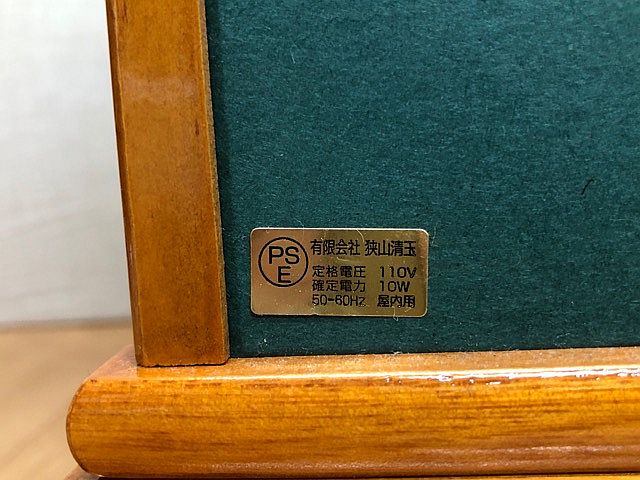 PS
E
有限会社 狭山清玉
定格電圧 110V
確定電力 10W
50-60Hz 屋内用